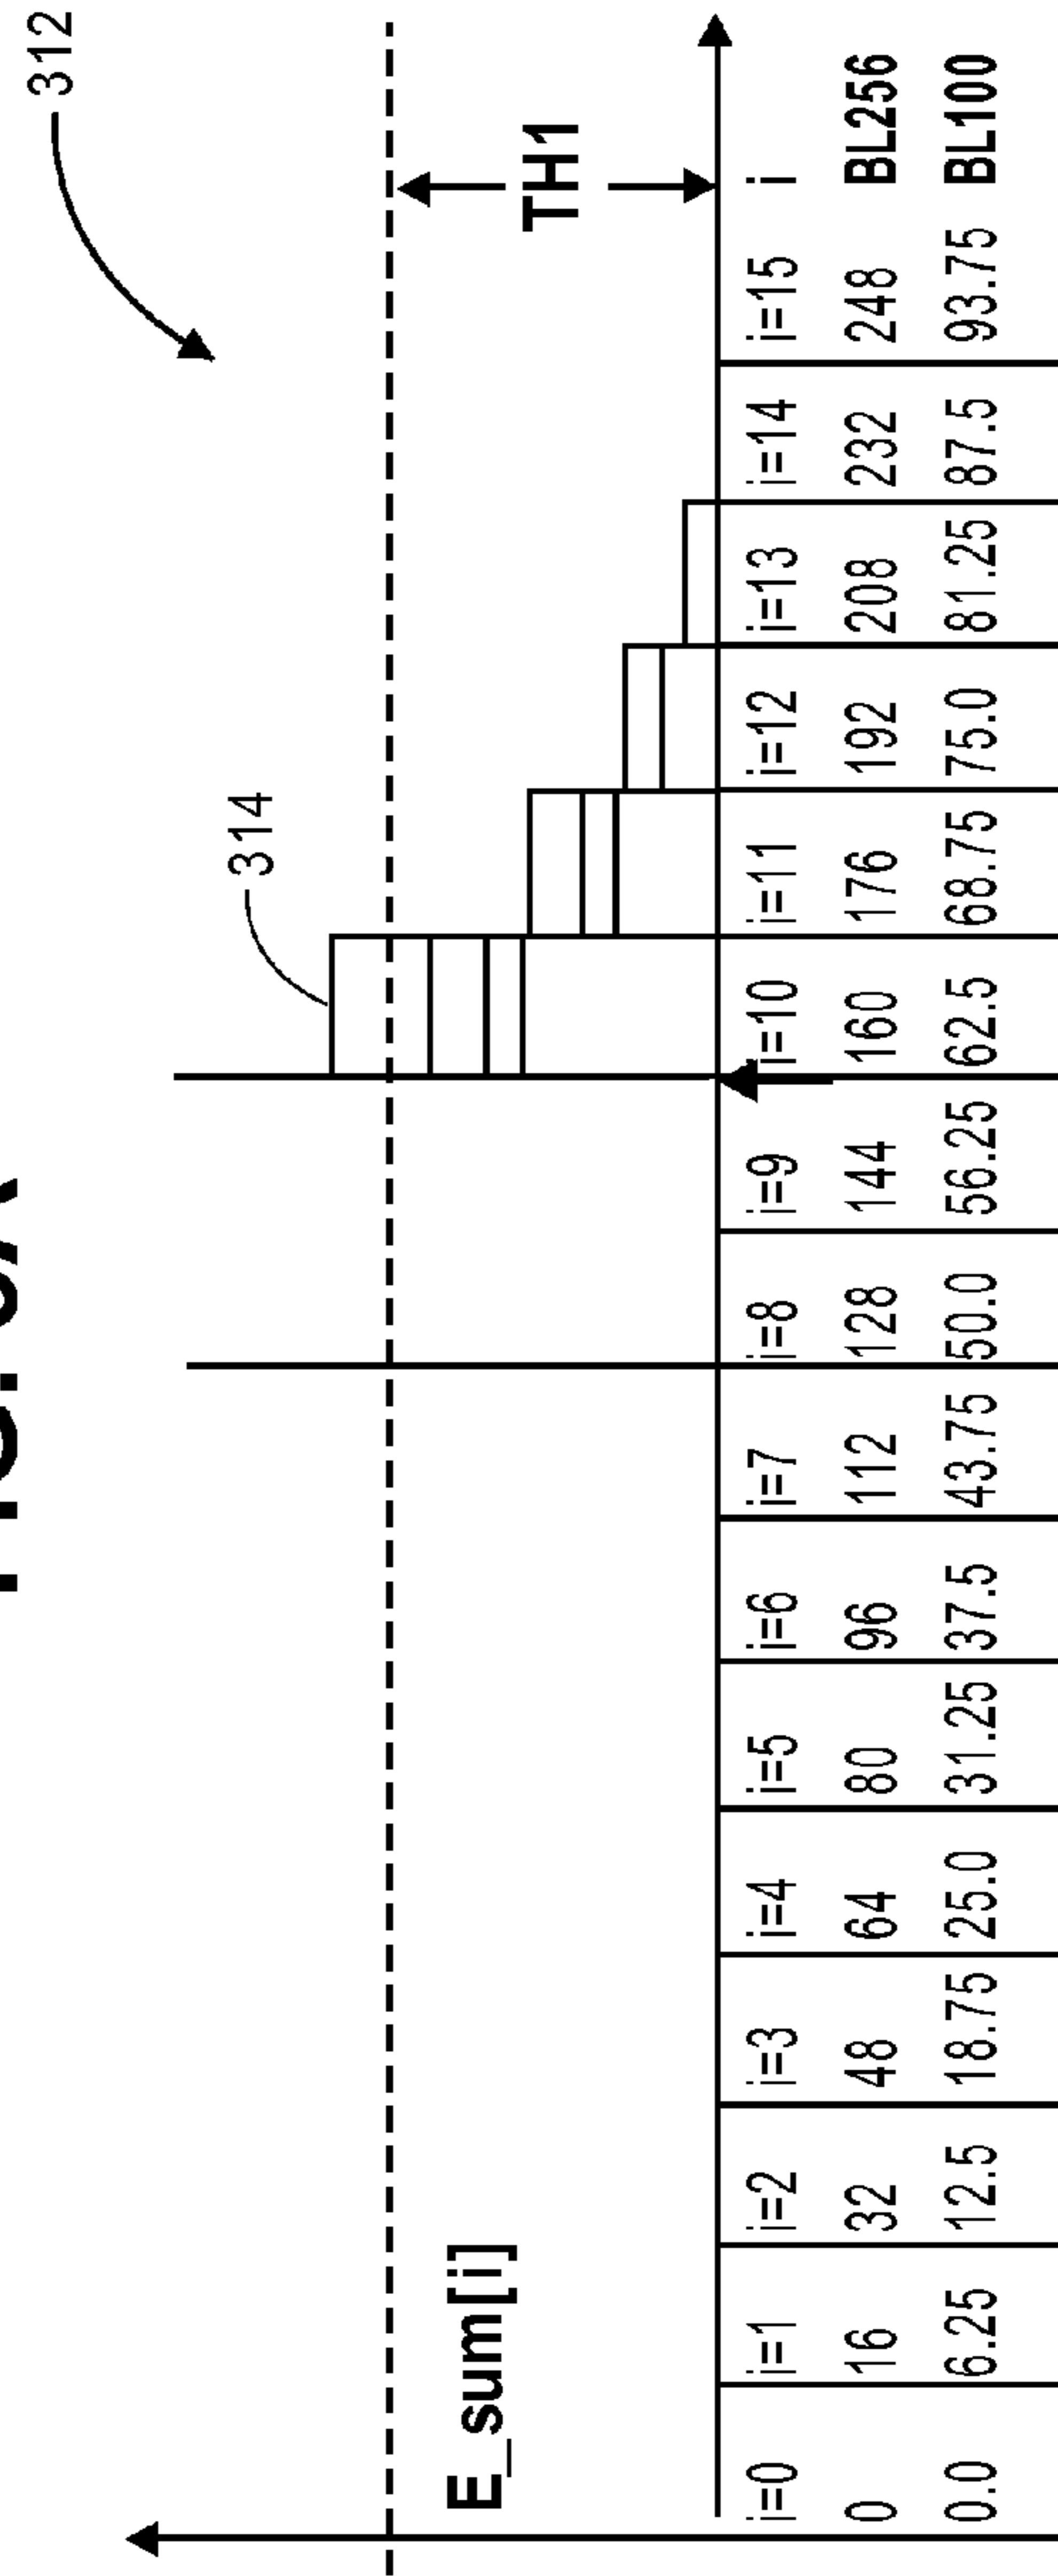 312
314
TH1
E_sum[i]
i=0 i=1 i=2 i=3 i=4 i=5 i=6 i=7 i=8 i=9 i=10 i=11 i=12 i=13 i=14 i=15 i
0 16 32 48 64 80 96 112 128 144 160 176 192 208 232 248 BL256
0.0 6.25 12.5 18.75 25.0 31.25 37.5 43.75 50.0 56.25 62.5 68.75 75.0 81.25 87.5 93.75 BL100